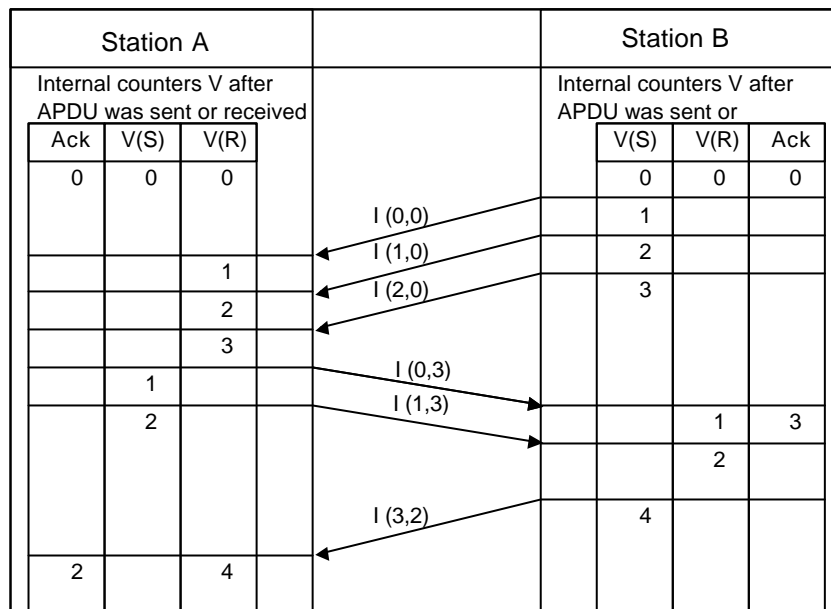 Station A
Station B
Internal counters V after
APDU was sent or received
Internal counters V after
APDU was sent or
Ack V(S) V(R)
V(S) V(R) Ack
0 0 0
0 0 0
I (0,0)
1
I (1,0)
2
1
I (2,0)
3
2
3
I (0,3)
1
I (1,3)
2
1 3
2
I (3,2)
4
2 4